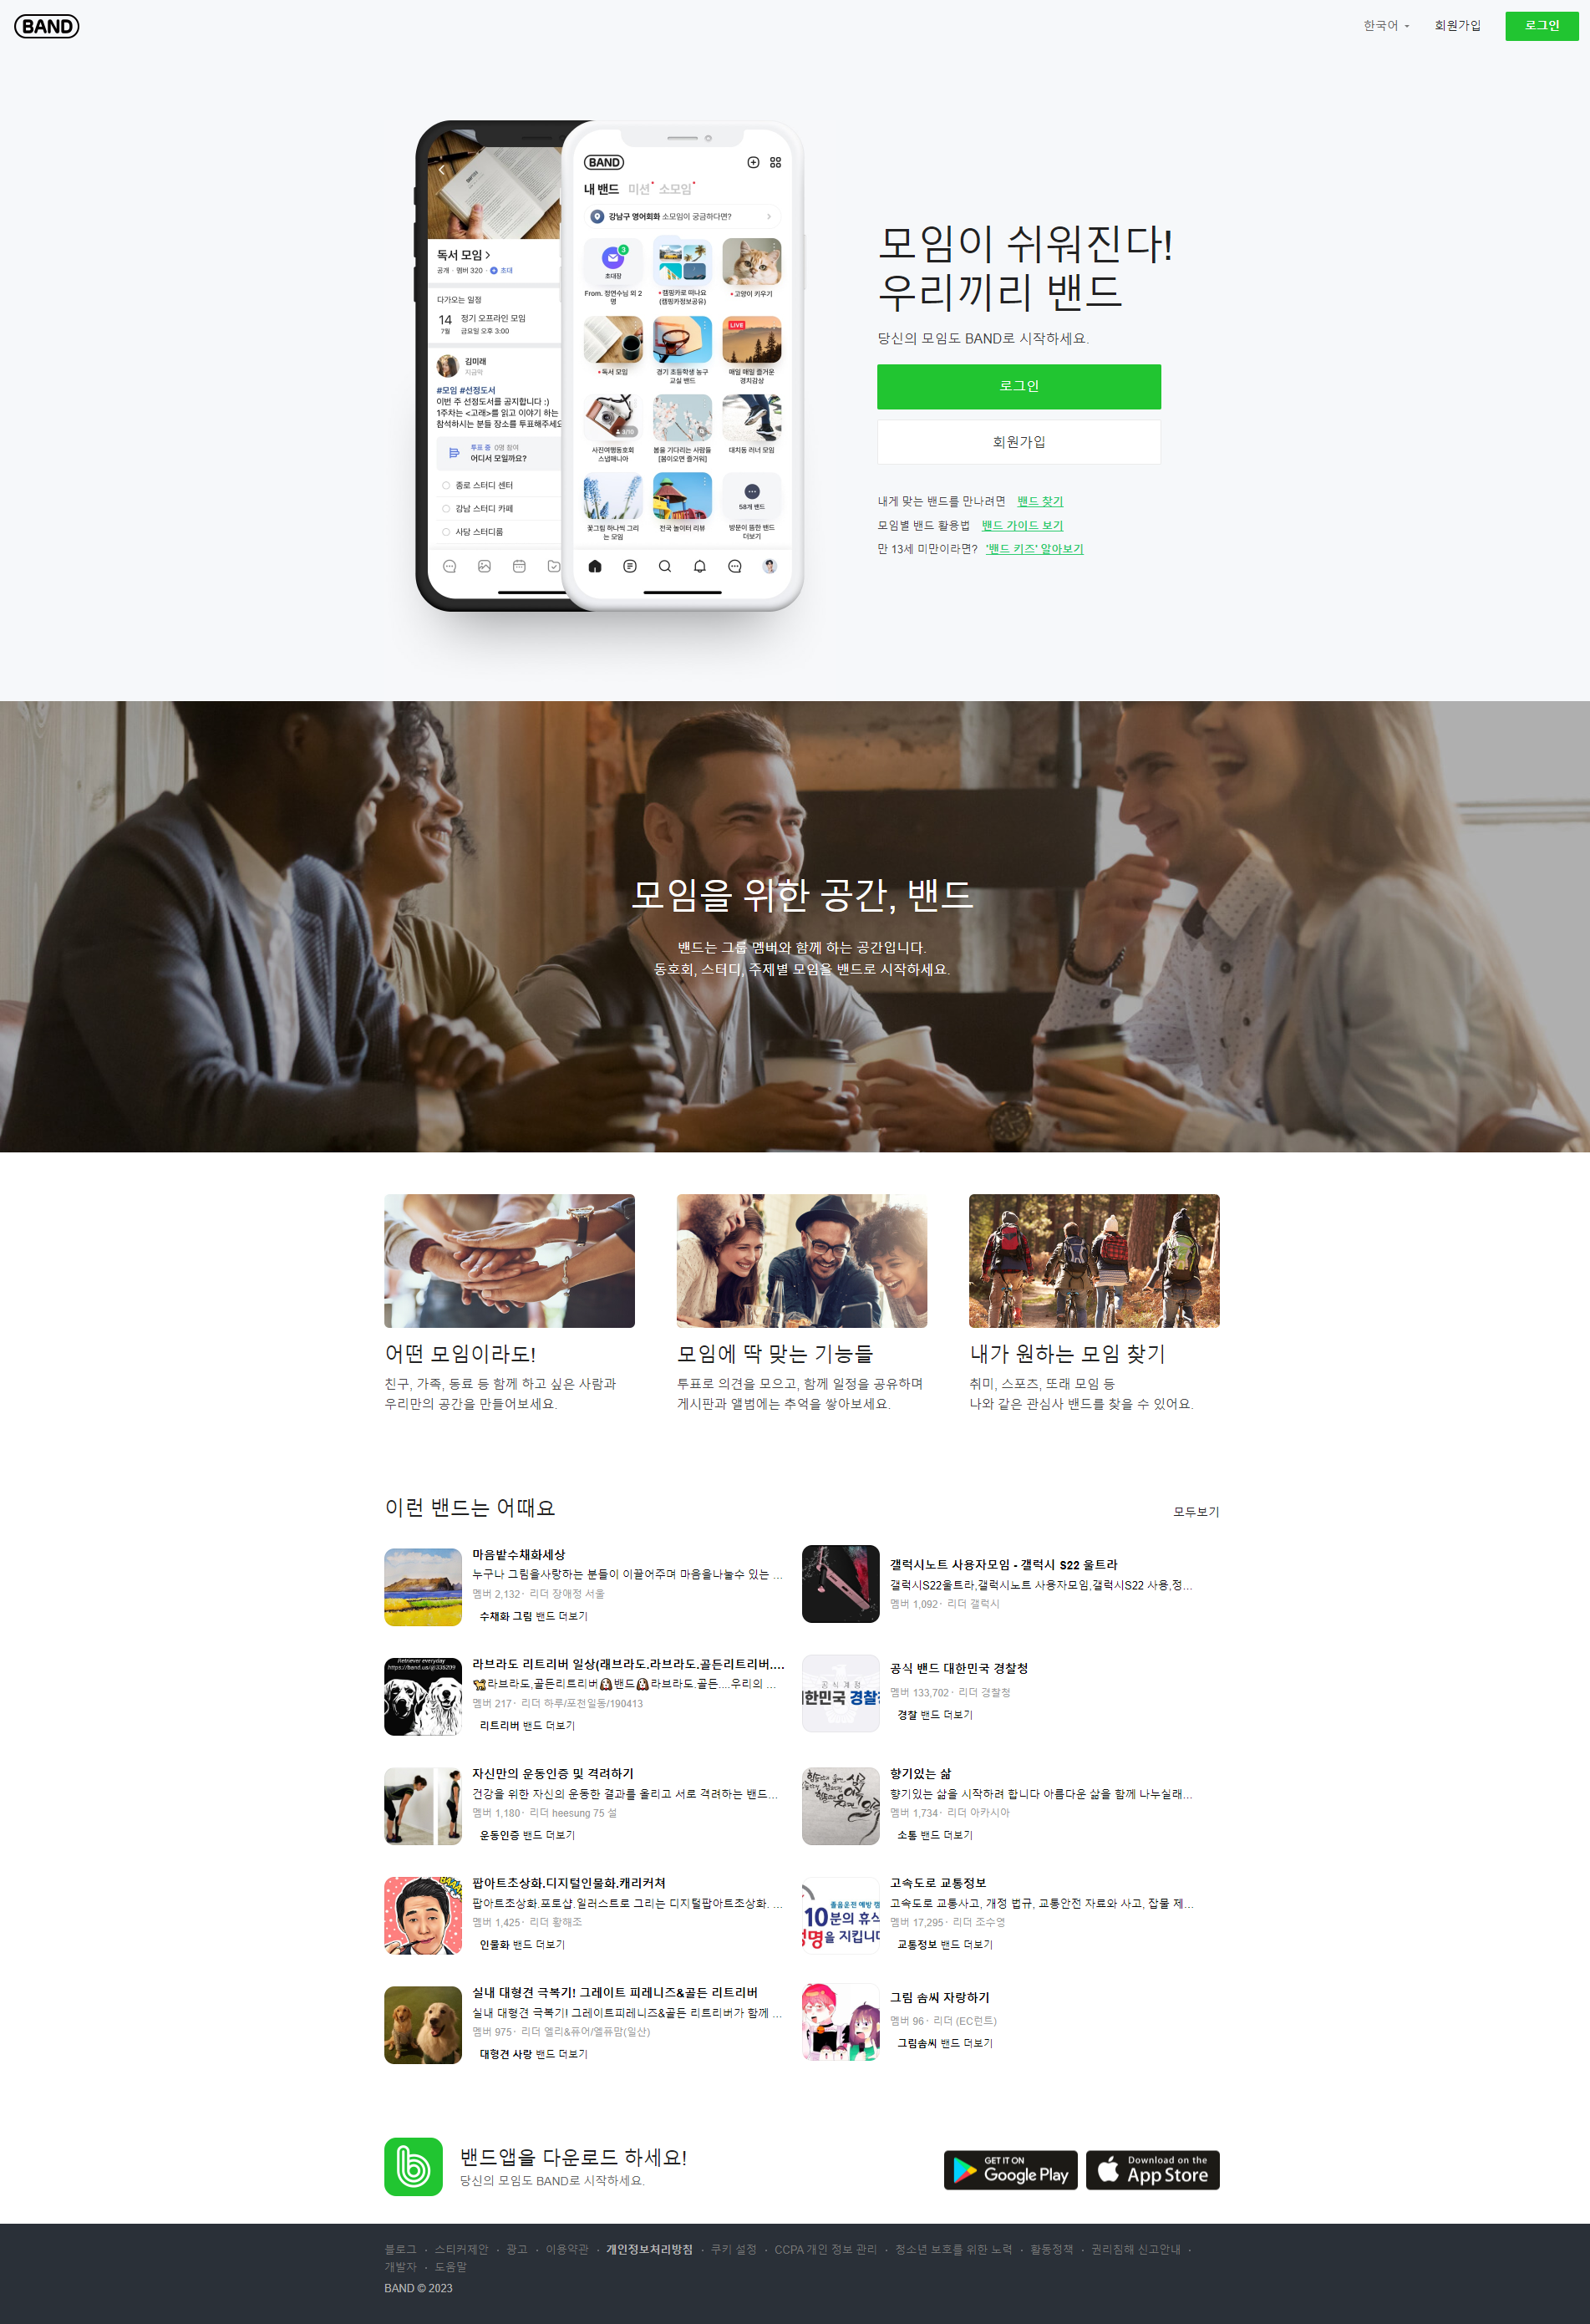 BAND
한국어
회원가입
로그인
BAND
내 밴드 미션 소모임
강남구 영어회화 소모임이 궁금하다면?
독서 모임
공개 · 멤버 320 · 초대
다가오는 일정
14
7월
정기 오프라인 모임
금요일 오후 3:00
김미래
지금막
#모임 #선정도서
이번 주 선정도서를 공지합니다 :)
1주차는 <고래>를 읽고 이야기 하는
참석하시는 분들 장소를 투표해주세요
투표 중 0명 참여
어디서 모일까요?
종로 스터디 센터
강남 스터디 카페
사당 스터디룸
3
초대장
From. 정연수님 외 2
명
캠핑카로 떠나요
(캠핑카정보공유)
고양이 키우기
LIVE
독서 모임
경기 초등학생 농구
교실 밴드
매일 매일 즐거운
경치감상
3/10
사진여행동호회
스냅매니아
봄을 기다리는 사람들
[봄이오면 즐거워]
대치동 러너 모임
꽃그림 하나씩 그리
는 모임
전국 놀이터 리뷰
58개 밴드
방문이 뜸한 밴드
더보기
모임이 쉬워진다!
우리끼리 밴드
당신의 모임도 BAND로 시작하세요.
로그인
회원가입
내게 맞는 밴드를 만나려면 밴드 찾기
모임별 밴드 활용법 밴드 가이드 보기
만 13세 미만이라면? '밴드 키즈' 알아보기
모임을 위한 공간, 밴드
밴드는 그룹 멤버와 함께 하는 공간입니다.
동호회, 스터디, 주제별 모임을 밴드로 시작하세요.
어떤 모임이라도!
친구, 가족, 동료 등 함께 하고 싶은 사람과
우리만의 공간을 만들어보세요.
모임에 딱 맞는 기능들
투표로 의견을 모으고, 함께 일정을 공유하며
게시판과 앨범에는 추억을 쌓아보세요.
내가 원하는 모임 찾기
취미, 스포츠, 또래 모임 등
나와 같은 관심사 밴드를 찾을 수 있어요.
이런 밴드는 어때요
모두보기
마음밭수채화세상
누구나 그림을사랑하는 분들이 이끌어주며 마음을나눌수 있는 ...
멤버 2,132 · 리더 장애정 서울
수채화 그림 밴드 더보기
갤럭시노트 사용자모임 - 갤럭시 S22 울트라
갤럭시S22울트라,갤럭시노트 사용자모임,갤럭시S22 사용,정...
멤버 1,092 · 리더 갤럭시
Retriever everyday
https://band.us/@339209
라브라도 리트리버 일상(래브라도.라브라도.골든리트리버....
라브라도,골든리트리버밴드라브라도.골든....우리의 ...
멤버 217 · 리더 하루/포천일동/190413
리트리버 밴드 더보기
공식계정
대한민국 경찰청
공식 밴드 대한민국 경찰청
멤버 133,702 · 리더 경찰청
경찰 밴드 더보기
자신만의 운동인증 및 격려하기
건강을 위한 자신의 운동한 결과를 올리고 서로 격려하는 밴드...
멤버 1,180 · 리더 heesung 75 설
운동인증 밴드 더보기
향기있는 삶
향기있는 삶을 시작하려 합니다 아름다운 삶을 함께 나누실래...
멤버 1,734 · 리더 아카시아
소통 밴드 더보기
팝아트초상화.디지털인물화.캐리커쳐
팝아트초상화.포토샵.일러스트로 그리는 디지털팝아트초상화. ...
멤버 1,425 · 리더 황해조
인물화 밴드 더보기
졸음운전 예방 캠
10분의 휴식
생명을 지킵니다
고속도로 교통정보
고속도로 교통사고, 개정 법규, 교통안전 자료와 사고, 잡물 제...
멤버 17,295 · 리더 조수영
교통정보 밴드 더보기
실내 대형견 극복기! 그레이트 피레니즈&골든 리트리버
실내 대형견 극복기! 그레이트피레니즈&골든 리트리버가 함께 ...
멤버 975 · 리더 엘리&퓨어/엘퓨맘(일산)
대형견 사랑 밴드 더보기
그림 솜씨 자랑하기
멤버 96 · 리더 (EC런트)
그림솜씨 밴드 더보기
밴드앱을 다운로드 하세요!
당신의 모임도 BAND로 시작하세요.
GET IT ON
Google Play
Download on the
App Store
블로그 · 스티커제안 · 광고 · 이용약관 · 개인정보처리방침 · 쿠키 설정 · CCPA 개인 정보 관리 · 청소년 보호를 위한 노력 · 활동정책 · 권리침해 신고안내 ·
개발자 · 도움말
BAND © 2023